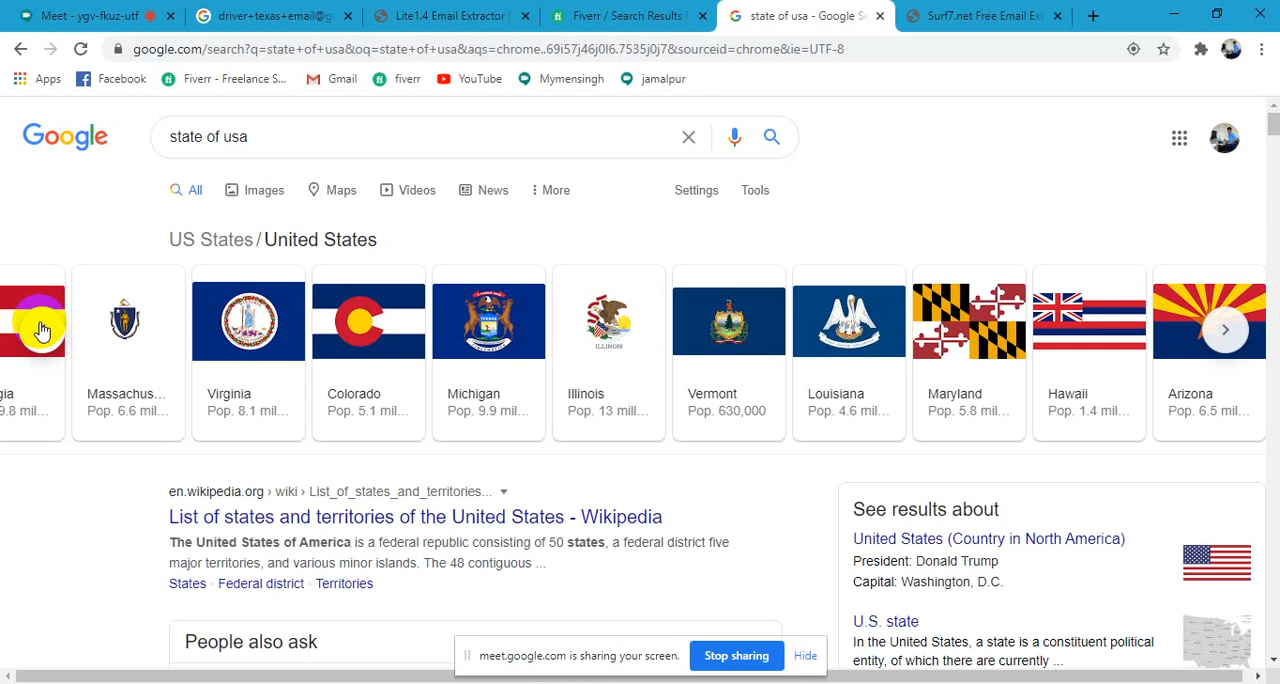 Meet - ygv-fkuz-utf
driver+texas+email@g
Lite1.4 Email Extractor
Fiverr / Search Results
state of usa - Google Se
Surf7.net Free Email Ex
google.com/search?q=state+of+usa&oq=state+of+usa&aqs=chrome..69i57j46j0l6.7535j0j7&sourceid=chrome&ie=UTF-8
Apps
Facebook
Fiverr - Freelance S...
Gmail
fiverr
YouTube
Mymensingh
jamalpur
Google
state of usa
All
Images
Maps
Videos
News
More
Settings
Tools
US States / United States
ILLINOIS
gia
9.8 mil...
Massachus...
Pop. 6.6 mil...
Virginia
Pop. 8.1 mil...
Colorado
Pop. 5.1 mil...
Michigan
Pop. 9.9 mil...
Illinois
Pop. 13 mill...
Vermont
Pop. 630,000
Louisiana
Pop. 4.6 mil...
Maryland
Pop. 5.8 mil...
Hawaii
Pop. 1.4 mil...
Arizona
Pop. 6.5 mil...
en.wikipedia.org › wiki › List_of_states_and_territories...
List of states and territories of the United States - Wikipedia
The United States of America is a federal republic consisting of 50 states, a federal district five
major territories, and various minor islands. The 48 contiguous ...
States · Federal district · Territories
People also ask
See results about
United States (Country in North America)
President: Donald Trump
Capital: Washington, D.C.
U.S. state
In the United States, a state is a constituent political
entity, of which there are currently ...
meet.google.com is sharing your screen.
Stop sharing
Hide